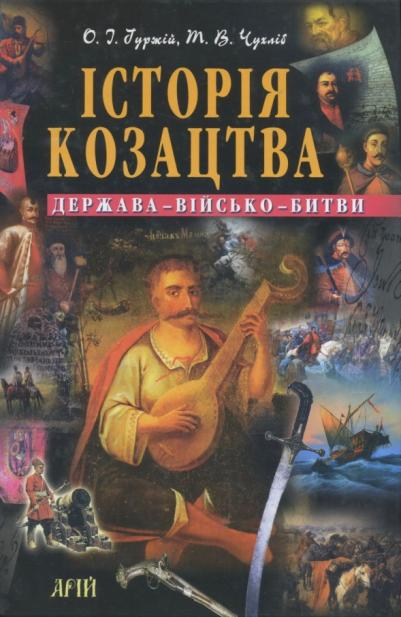 О. І. Гуржій, Т. В. Чухліб
ІСТОРІЯ
КОЗАЦТВА
ДЕРЖАВА–ВІЙСЬКО–БИТВИ
АРІЙ